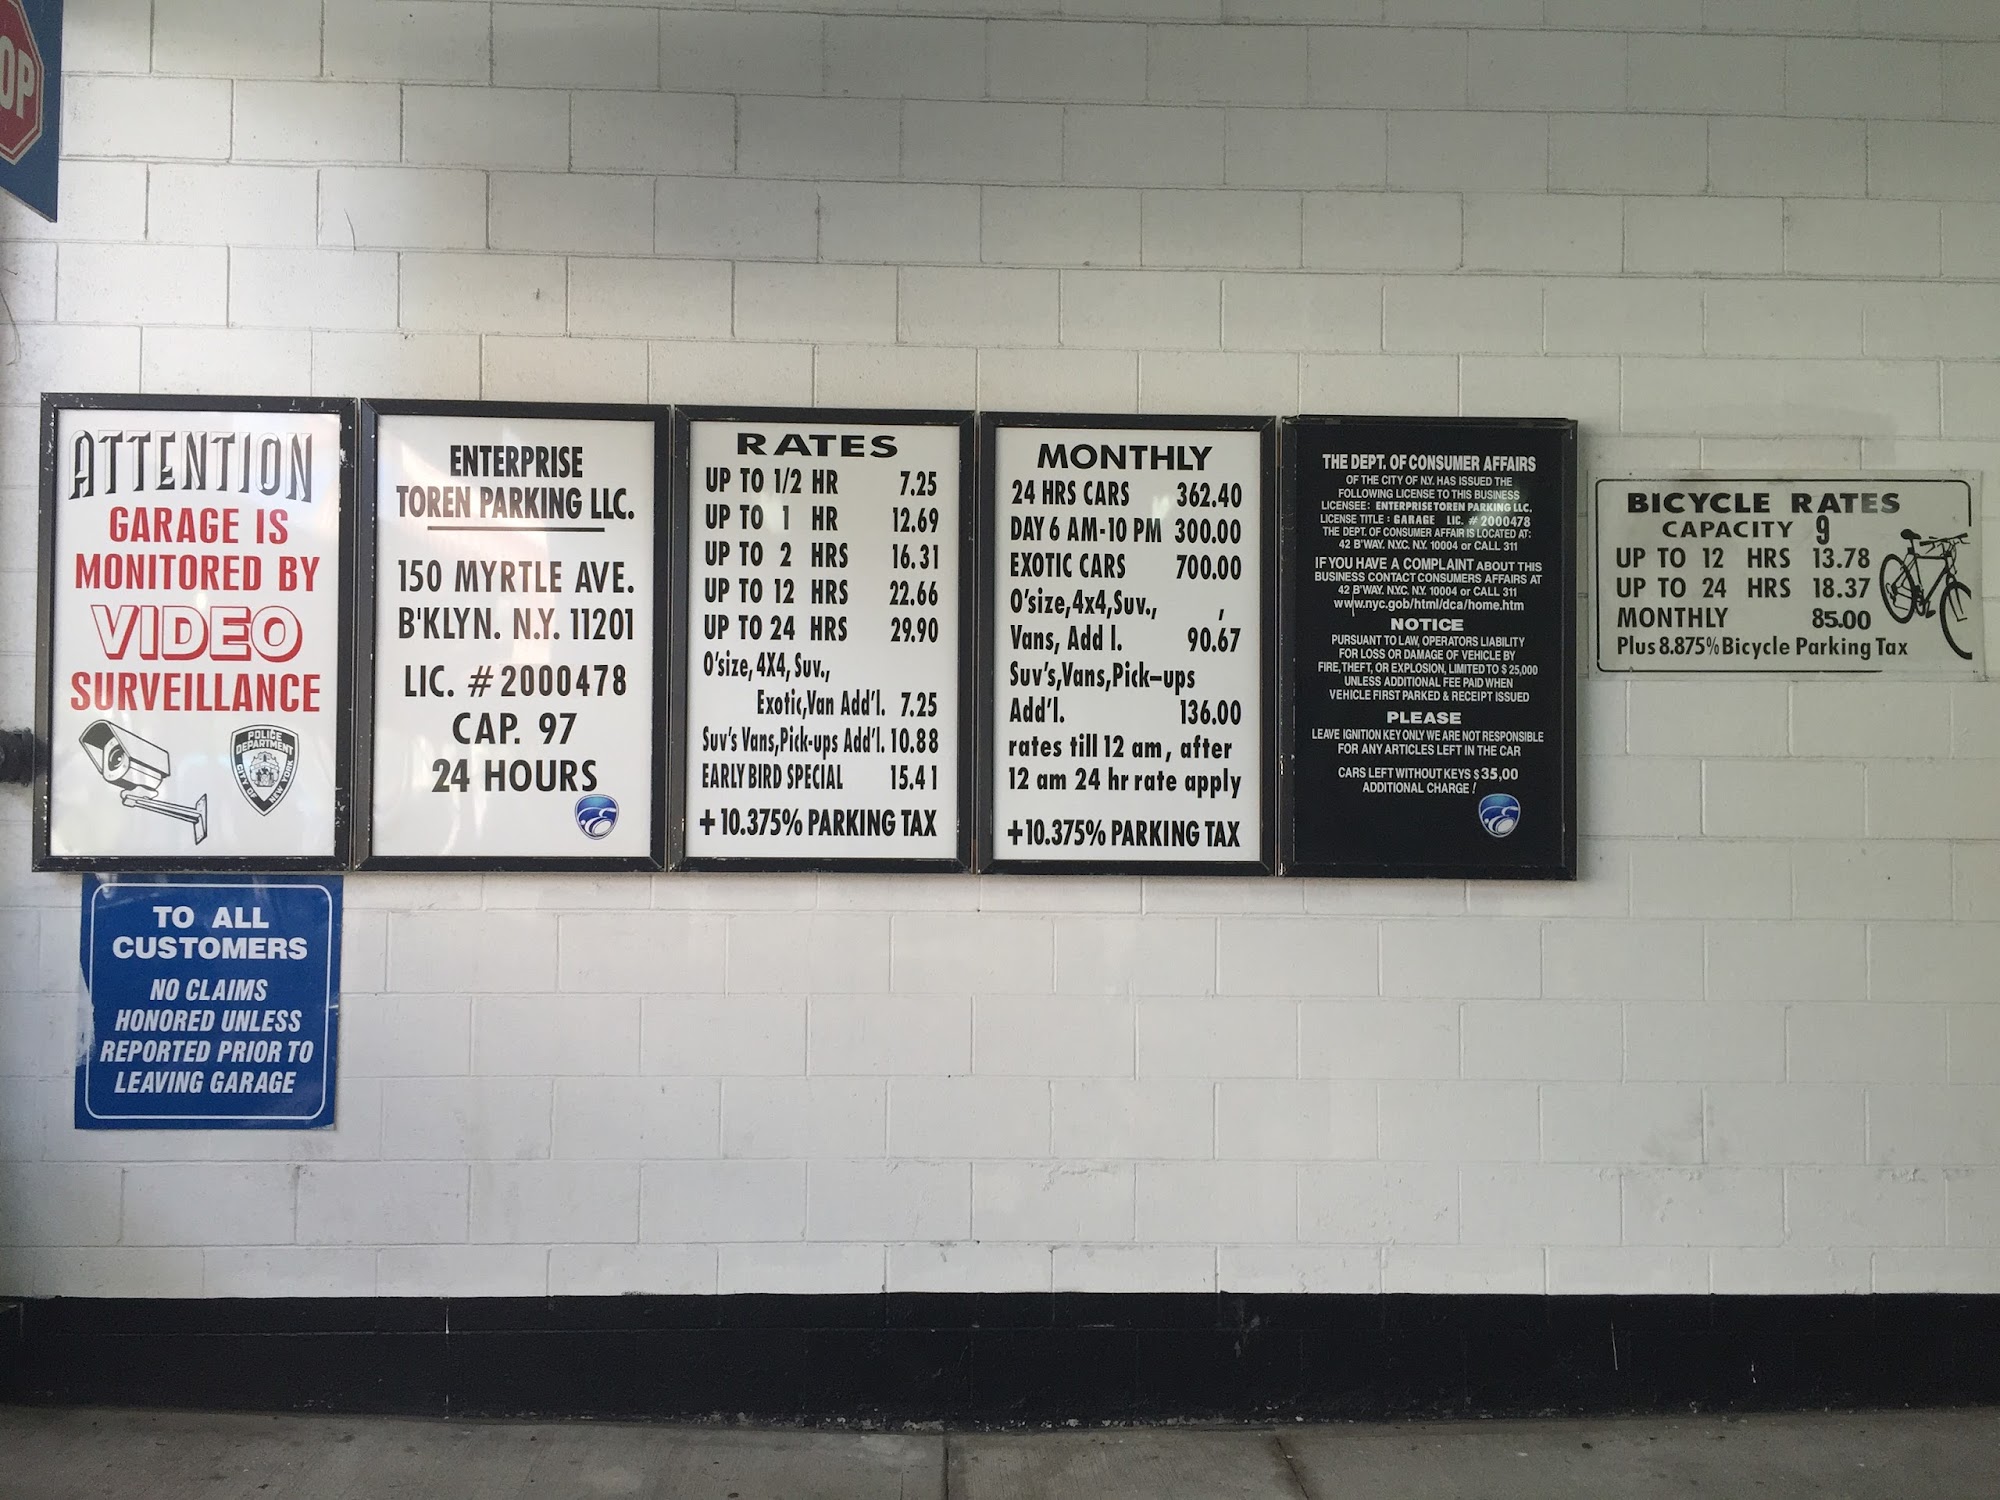 OP
ATTENTION
GARAGE IS
MONITORED BY
VIDEO
SURVEILLANCE
POLICE
DEPARTMENT
CITY OF
NEW YORK
TO ALL
CUSTOMERS
NO CLAIMS
HONORED UNLESS
REPORTED PRIOR TO
LEAVING GARAGE
ENTERPRISE
TOREN PARKING LLC.
150 MYRTLE AVE.
B'KLYN. N.Y. 11201
LIC. # 2000478
CAP. 97
24 HOURS
RATES
UP TO 1/2 HR 7.25
UP TO 1 HR 12.69
UP TO 2 HRS 16.31
UP TO 12 HRS 22.66
UP TO 24 HRS 29.90
O'size, 4X4, Suv.,
Exotic,Van Add'l. 7.25
Suv's Vans,Pick-ups Add'l. 10.88
EARLY BIRD SPECIAL 15.41
+ 10.375% PARKING TAX
MONTHLY
24 HRS CARS 362.40
DAY 6 AM-10 PM 300.00
EXOTIC CARS 700.00
O'size,4x4,Suv., ,
Vans, Add l. 90.67
Suv's,Vans,Pick-ups
Add'l. 136.00
rates till 12 am, after
12 am 24 hr rate apply
+10.375% PARKING TAX
THE DEPT. OF CONSUMER AFFAIRS
OF THE CITY OF N.Y. HAS ISSUED THE
FOLLOWING LICENSE TO THIS BUSINESS
LICENSEE: ENTERPRISE TOREN PARKING LLC.
LICENSE TITLE : GARAGE LIC. # 2000478
THE DEPT. OF CONSUMER AFFAIR IS LOCATED AT:
42 B'WAY. N.Y.C. N.Y. 10004 or CALL 311
IF YOU HAVE A COMPLAINT ABOUT THIS
BUSINESS CONTACT CONSUMERS AFFAIRS AT
42 B'WAY. N.Y.C. N.Y. 10004 or CALL 311
www.nyc.gob/html/dca/home.htm
NOTICE
PURSUANT TO LAW, OPERATORS LIABILITY
FOR LOSS OR DAMAGE OF VEHICLE BY
FIRE, THEFT, OR EXPLOSION, LIMITED TO $ 25,000
UNLESS ADDITIONAL FEE PAID WHEN
VEHICLE FIRST PARKED & RECEIPT ISSUED
PLEASE
LEAVE IGNITION KEY ONLY WE ARE NOT RESPONSIBLE
FOR ANY ARTICLES LEFT IN THE CAR
CARS LEFT WITHOUT KEYS $ 35,00
ADDITIONAL CHARGE !
BICYCLE RATES
CAPACITY 9
UP TO 12 HRS 13.78
UP TO 24 HRS 18.37
MONTHLY 85.00
Plus 8.875% Bicycle Parking Tax